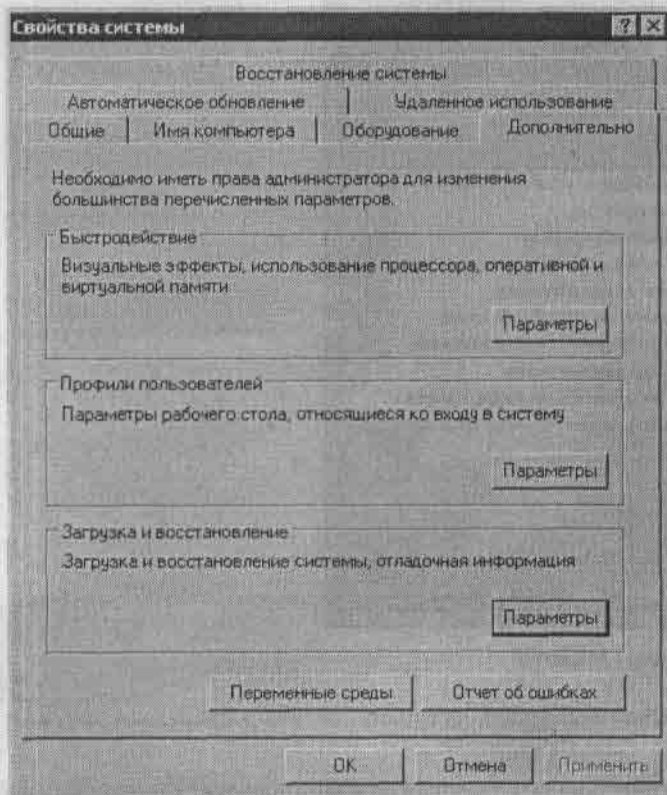 Свойства системы
Восстановление системы
Автоматическое обновление Удаленное использование
Общие Имя компьютера Оборудование Дополнительно
Необходимо иметь права администратора для изменения
большинства перечисленных параметров.
Быстродействие
Визуальные эффекты, использование процессора, оперативной и
виртуальной памяти
Параметры
Профили пользователей
Параметры рабочего стола, относящиеся ко входу в систему
Параметры
Загрузка и восстановление
Загрузка и восстановление системы, отладочная информация
Параметры
Переменные среды Отчет об ошибках
OK Отмена Применить